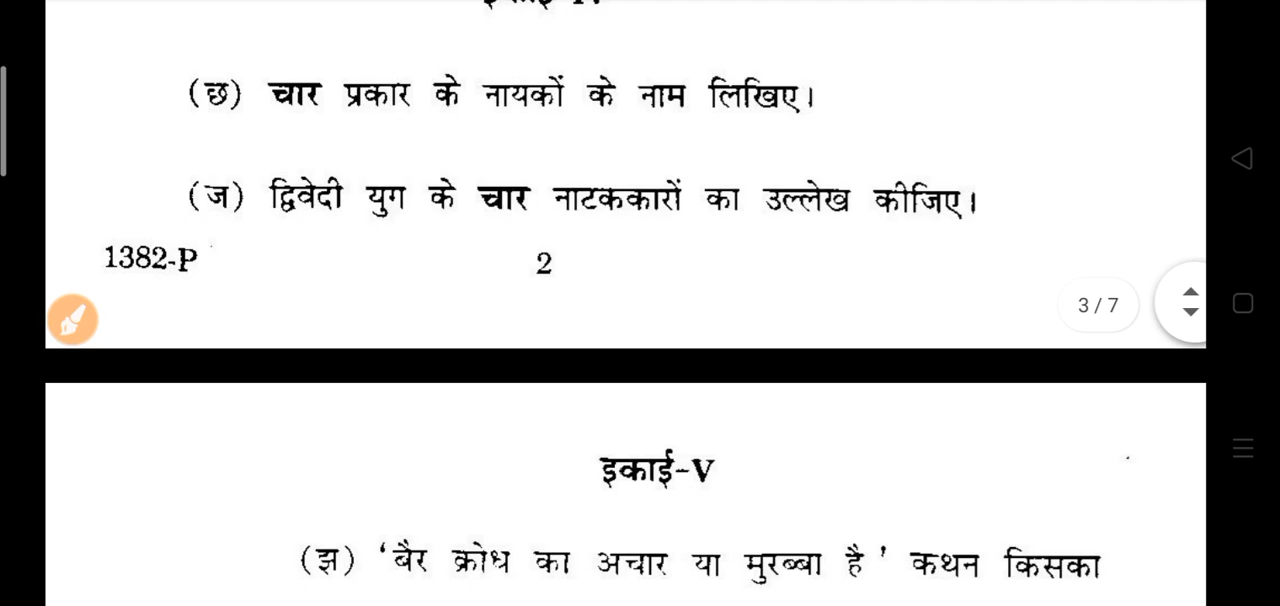 (छ) चार प्रकार के नायकों के नाम लिखिए।
(ज) द्विवेदी युग के चार नाटककारों का उल्लेख कीजिए।
1382-P 2
3 / 7
इकाई-V
(झ) ‘बैर क्रोध का अचार या मुरब्बा है’ कथन किसका